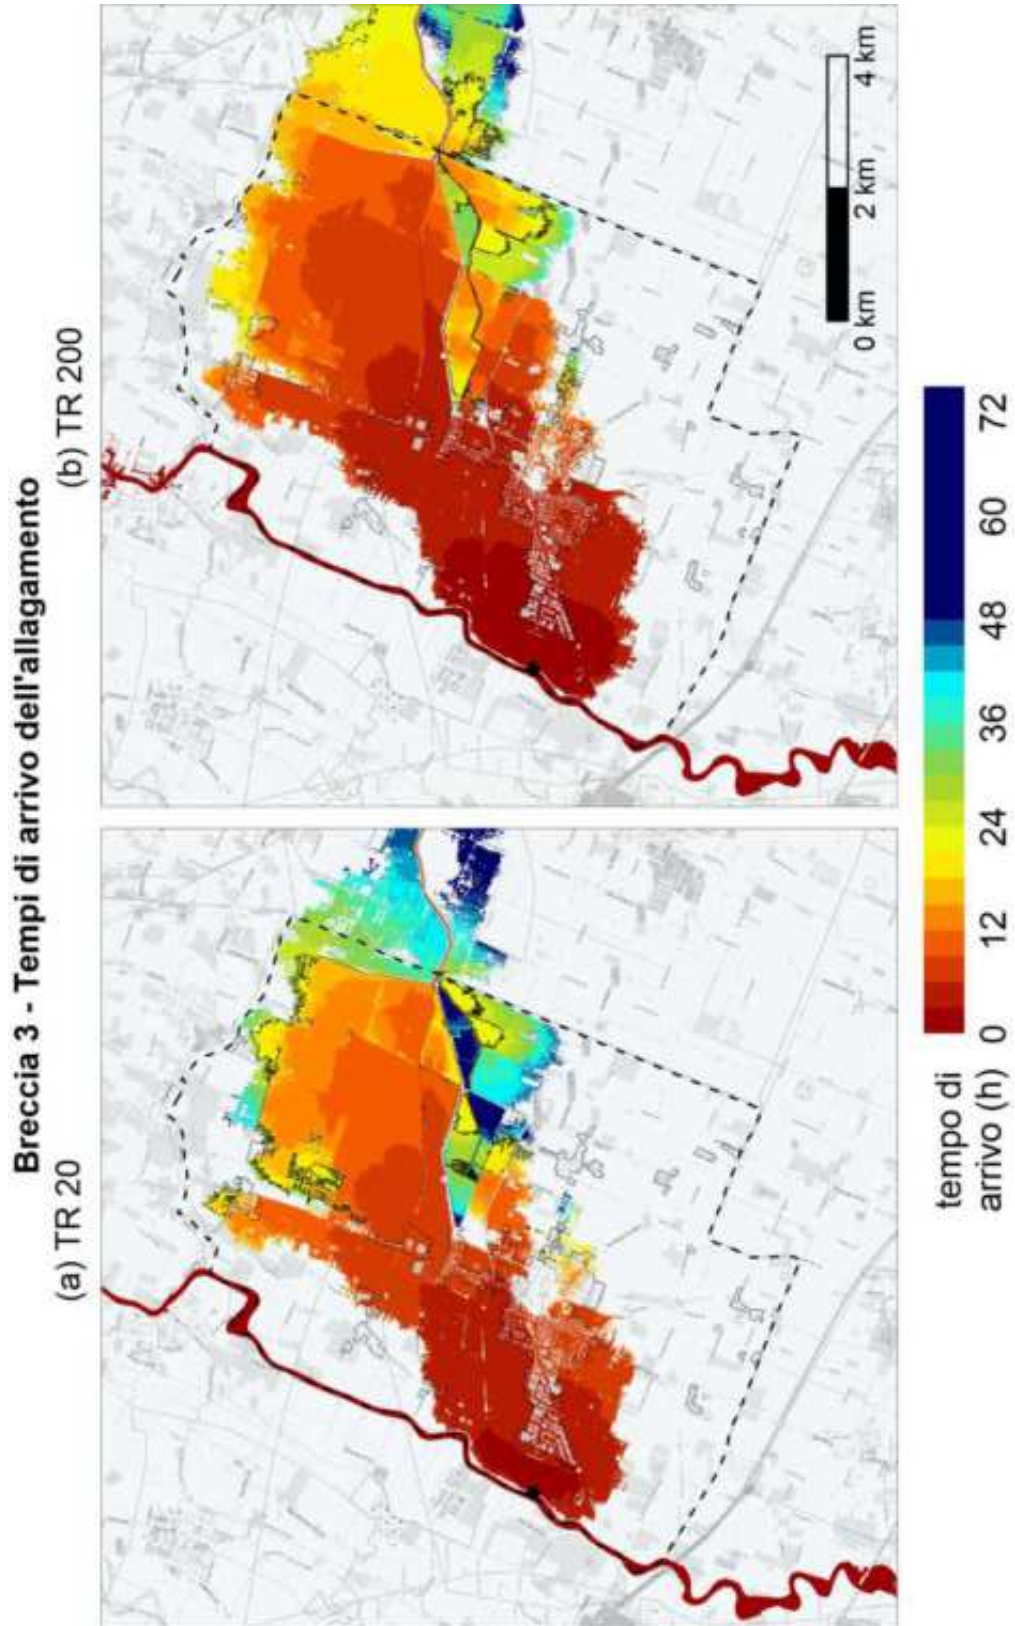 Breccia 3 - Tempi di arrivo dell'allagamento
(a) TR 20
(b) TR 200
0 km 2 km 4 km
tempo di
arrivo (h)
0 12 24 36 48 60 72